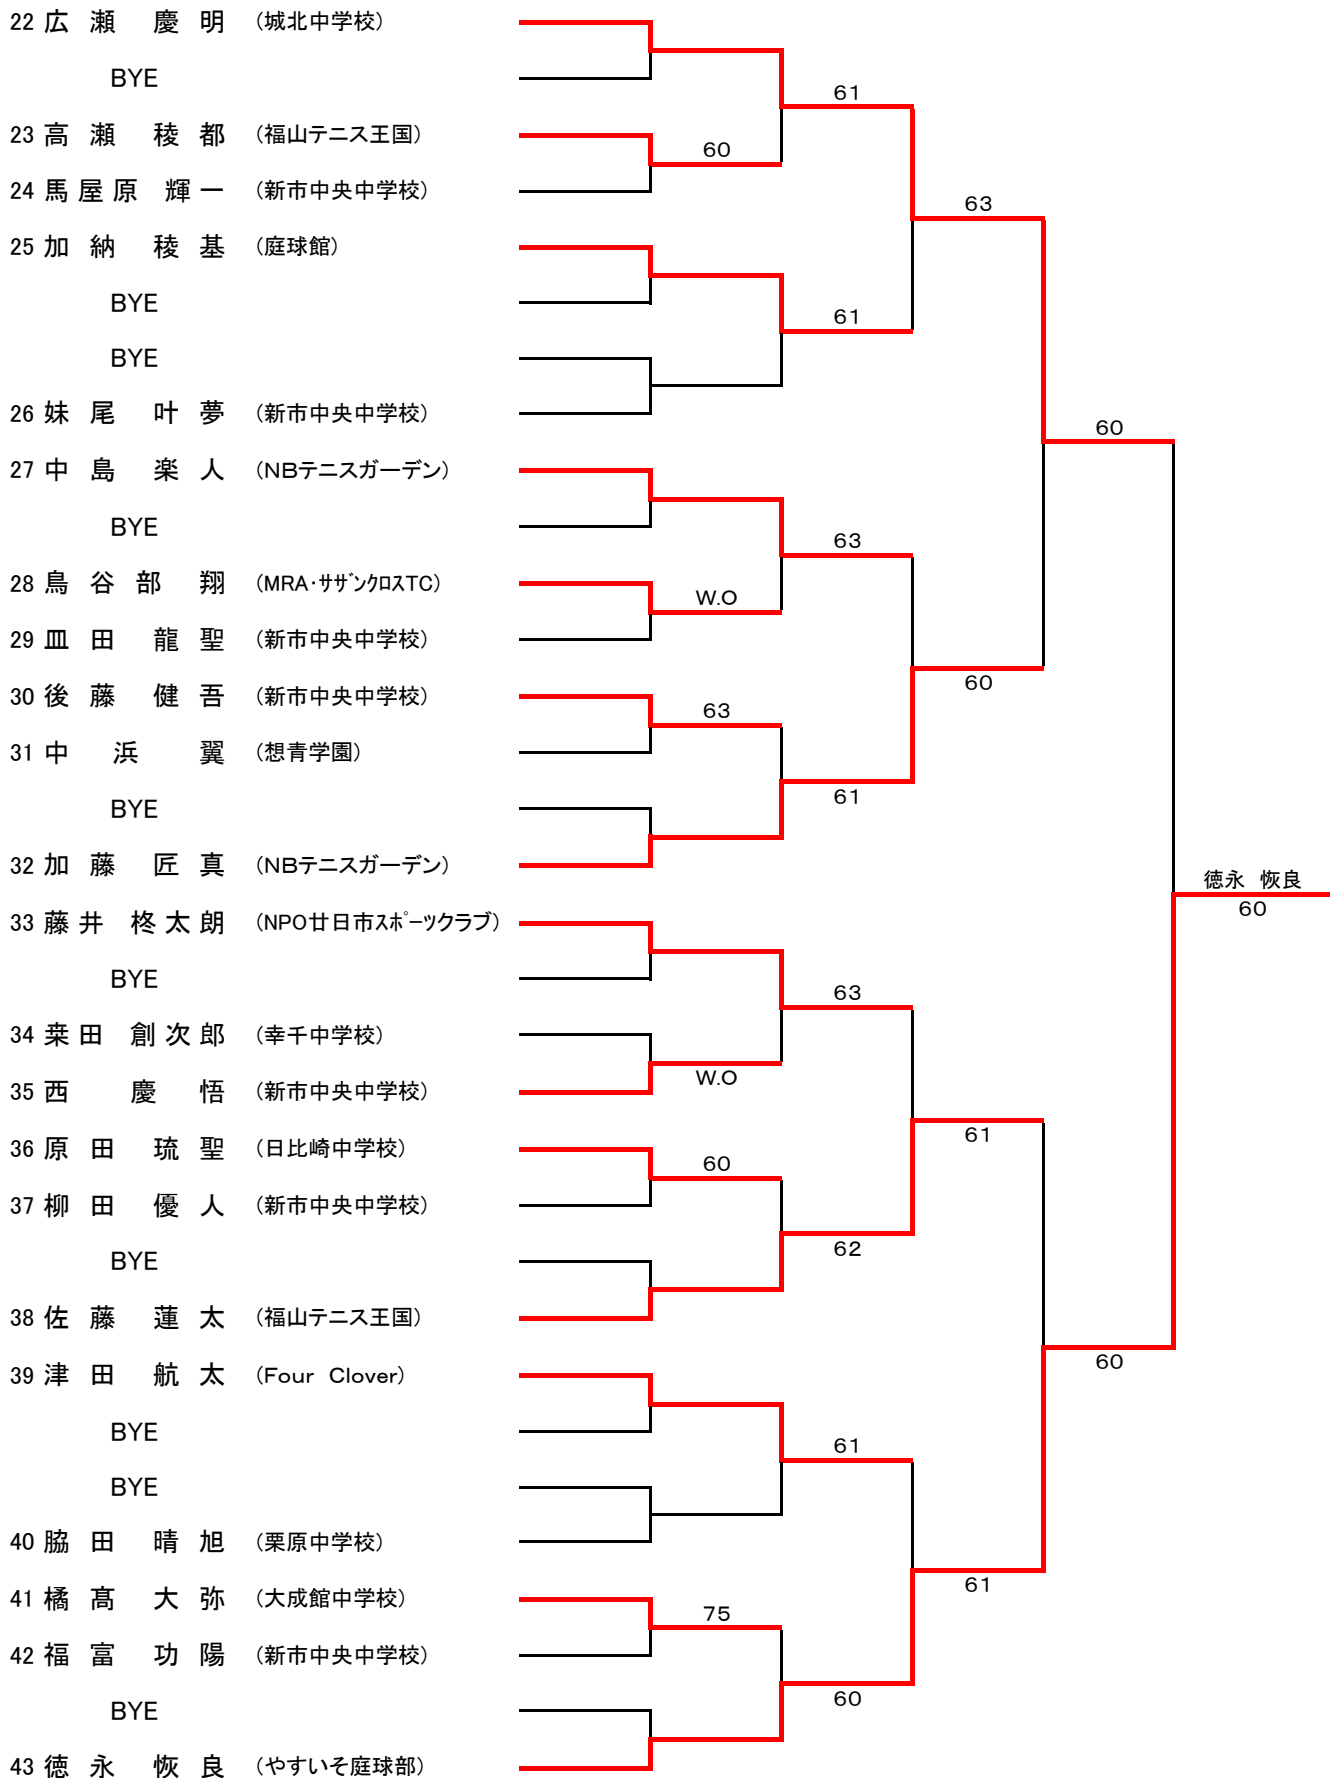 22 広瀬 慶明 (城北中学校)
BYE
61
23 高瀬 稜都 (福山テニス王国)
60
24 馬屋原 輝一 (新市中央中学校)
63
25 加納 稜基 (庭球館)
BYE
61
BYE
26 妹尾 叶夢 (新市中央中学校)
60
27 中島 楽人 (NBテニスガーデン)
BYE
63
28 鳥谷部 翔 (MRA・サザンクロスTC)
W.O
29 皿田 龍聖 (新市中央中学校)
60
30 後藤 健吾 (新市中央中学校)
63
31 中浜 翼 (想青学園)
61
BYE
32 加藤 匠真 (NBテニスガーデン)
徳永 恢良
60
33 藤井 柊太朗 (NPO廿日市スポーツクラブ)
BYE
63
34 桒田 創次郎 (幸千中学校)
W.O
35 西 慶悟 (新市中央中学校)
61
36 原田 琉聖 (日比崎中学校)
60
37 柳田 優人 (新市中央中学校)
62
BYE
38 佐藤 蓮太 (福山テニス王国)
60
39 津田 航太 (Four Clover)
BYE
61
BYE
40 脇田 晴旭 (栗原中学校)
61
41 橘髙 大弥 (大成館中学校)
75
42 福富 功陽 (新市中央中学校)
60
BYE
43 徳永 恢良 (やすいそ庭球部)